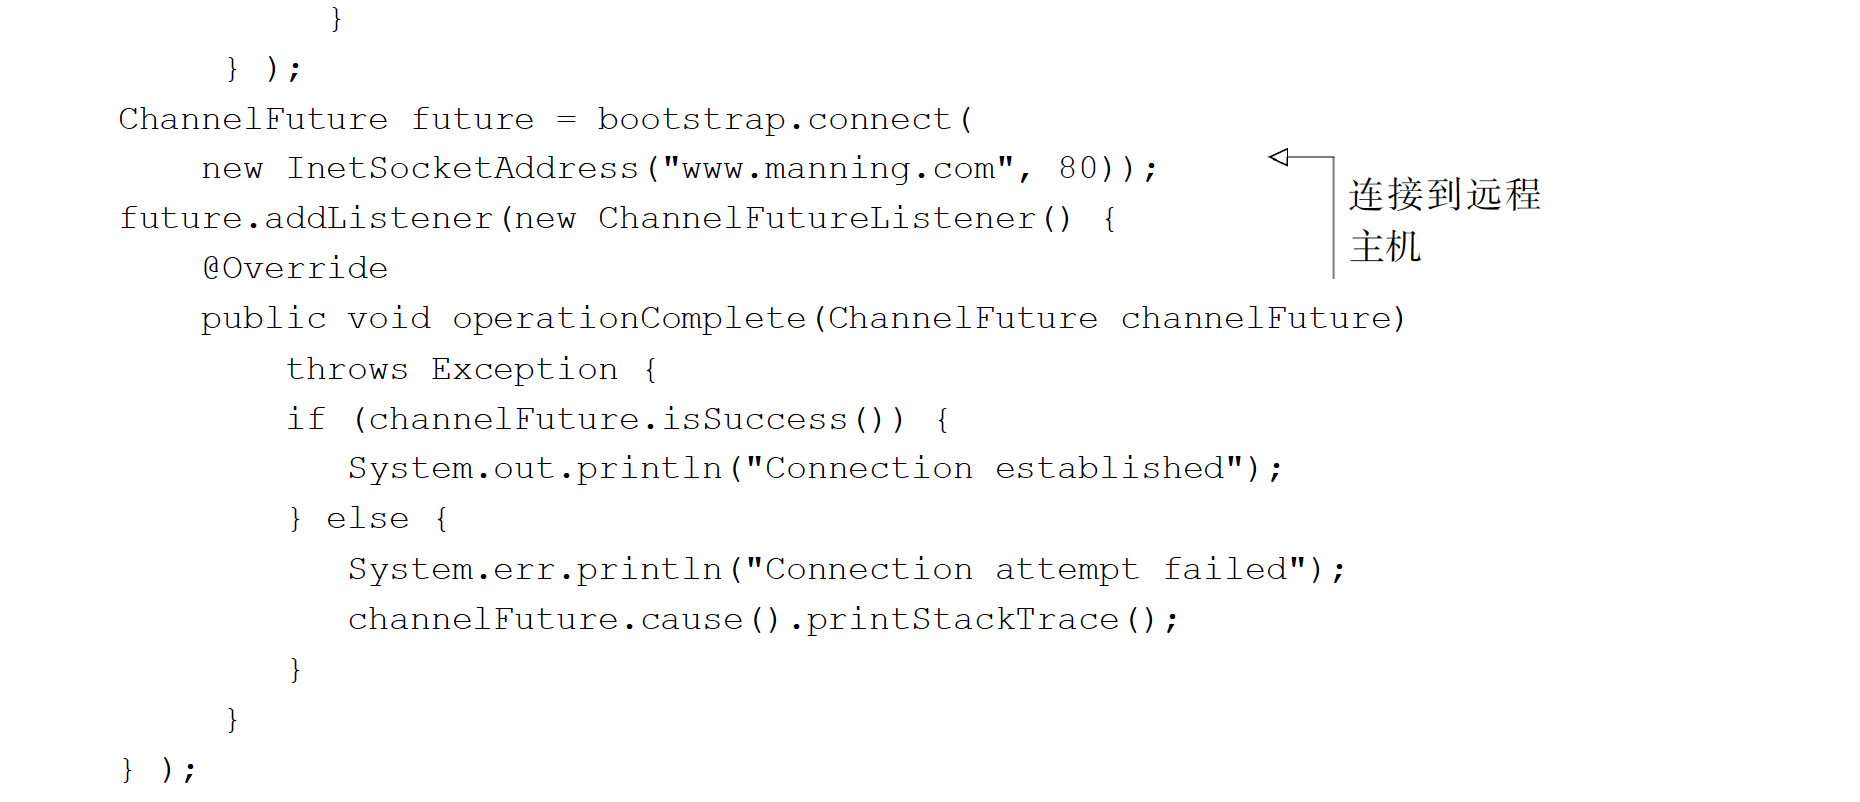 }
} );
ChannelFuture future = bootstrap.connect(
new InetSocketAddress("www.manning.com", 80));
连接到远程
主机
future.addListener(new ChannelFutureListener() {
@Override
public void operationComplete(ChannelFuture channelFuture)
throws Exception {
if (channelFuture.isSuccess()) {
System.out.println("Connection established");
} else {
System.err.println("Connection attempt failed");
channelFuture.cause().printStackTrace();
}
}
} );